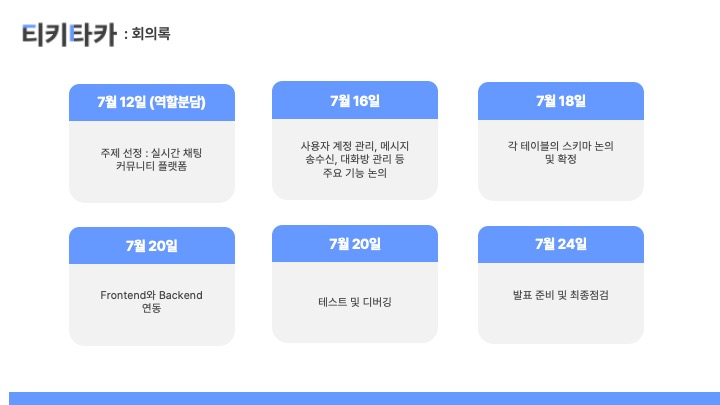 티키타카 : 회의록
7월 12일 (역할분담)
주제 선정 : 실시간 채팅
커뮤니티 플랫폼
7월 16일
사용자 계정 관리, 메시지
송수신, 대화방 관리 등
주요 기능 논의
7월 18일
각 테이블의 스키마 논의
및 확정
7월 20일
Frontend와 Backend
연동
7월 20일
테스트 및 디버깅
7월 24일
발표 준비 및 최종점검